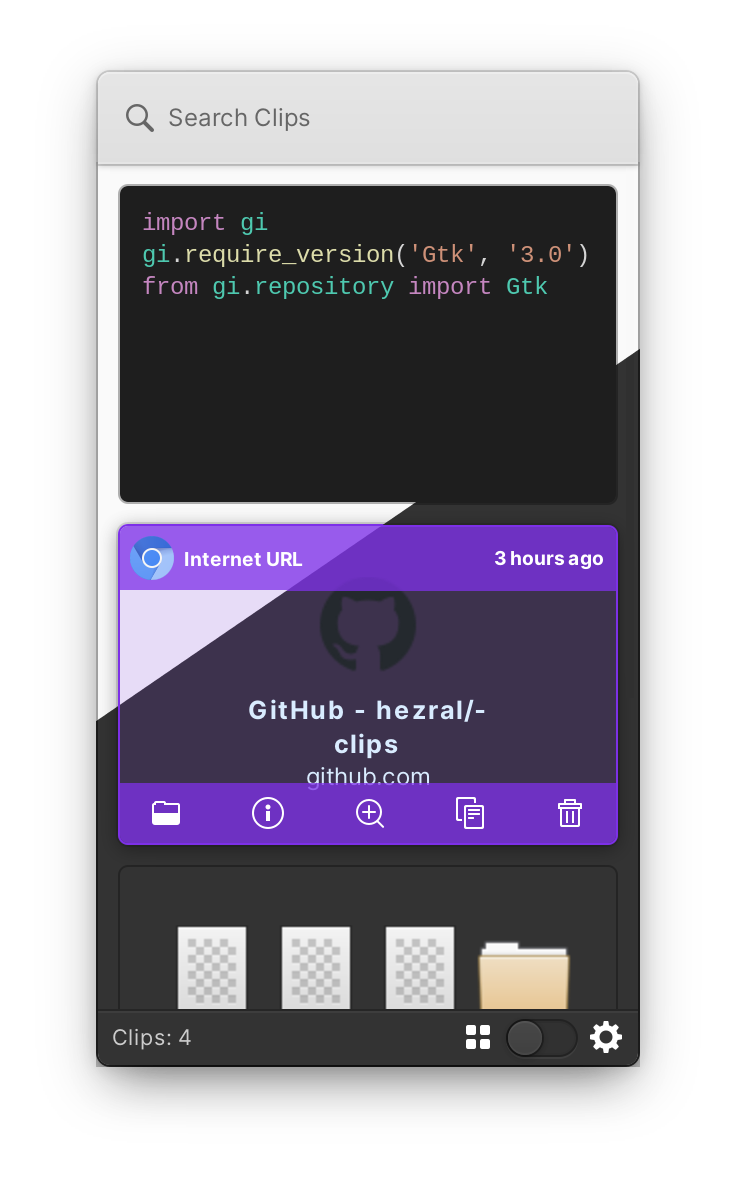 Search Clips
import gi
gi.require_version('Gtk', '3.0')
from gi.repository import Gtk
Internet URL 3 hours ago
GitHub - hezral/-
clips
github.com
Clips: 4